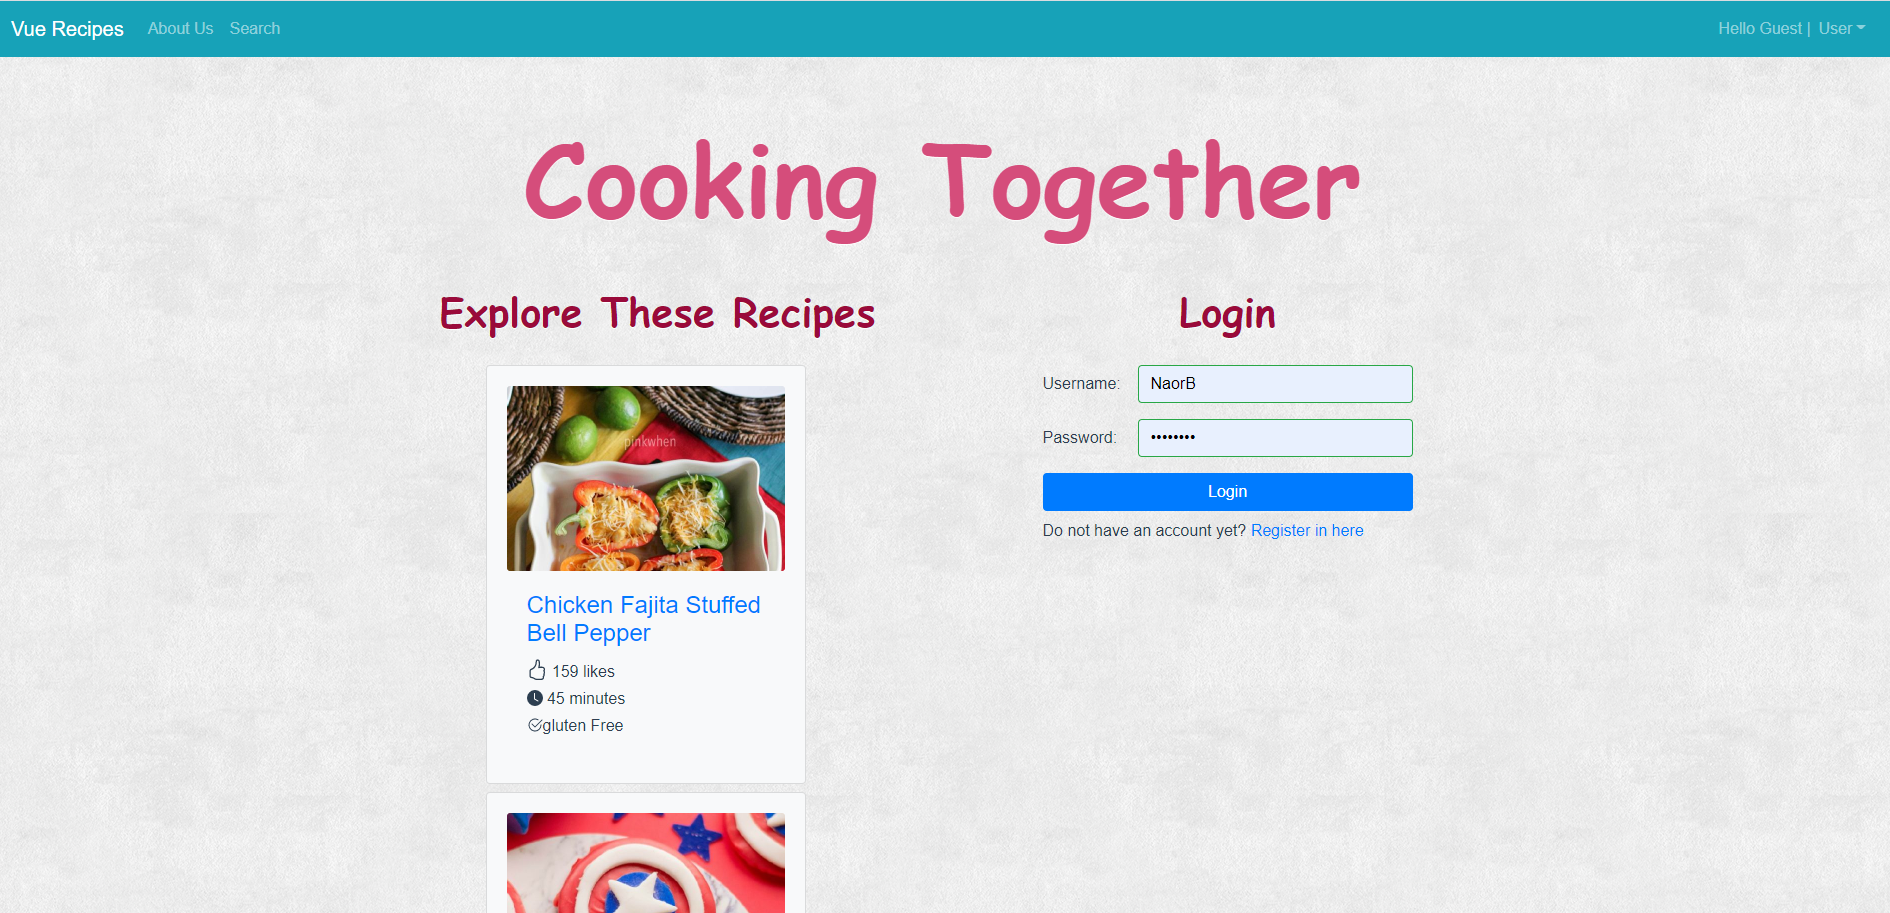 Vue Recipes About Us Search Hello Guest | User
Cooking Together
Explore These Recipes
pinkwhen
Chicken Fajita Stuffed
Bell Pepper
159 likes
45 minutes
gluten Free
Login
Username: NaorB
Password: ••••••••
Login
Do not have an account yet? Register in here